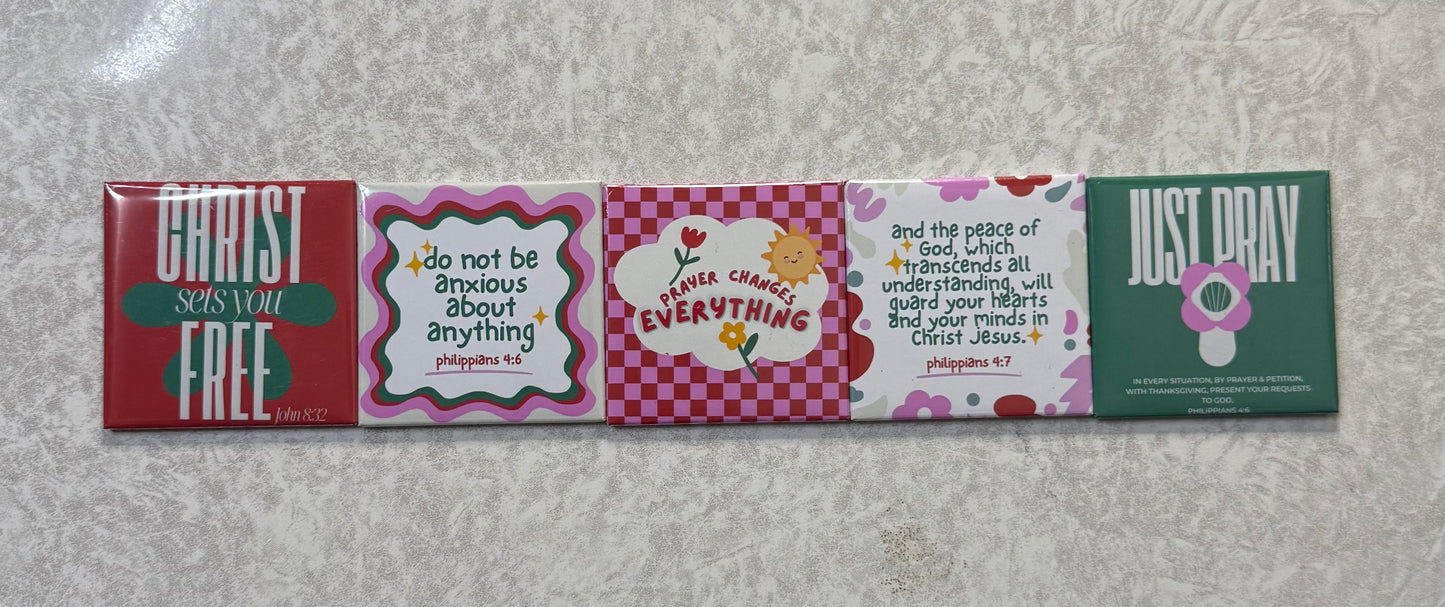 CHRIST
sets you
FREE
John 8:32
do not be
anxious
about
anything
philippians 4:6
PRAYER CHANGES
EVERYTHING
and the peace of
God, which
transcends all
understanding, will
guard your hearts
and your minds in
Christ Jesus.
philippians 4:7
JUST PRAY
IN EVERY SITUATION, BY PRAYER & PETITION,
WITH THANKSGIVING, PRESENT YOUR REQUESTS
TO GOD.
PHILIPPIANS 4:6